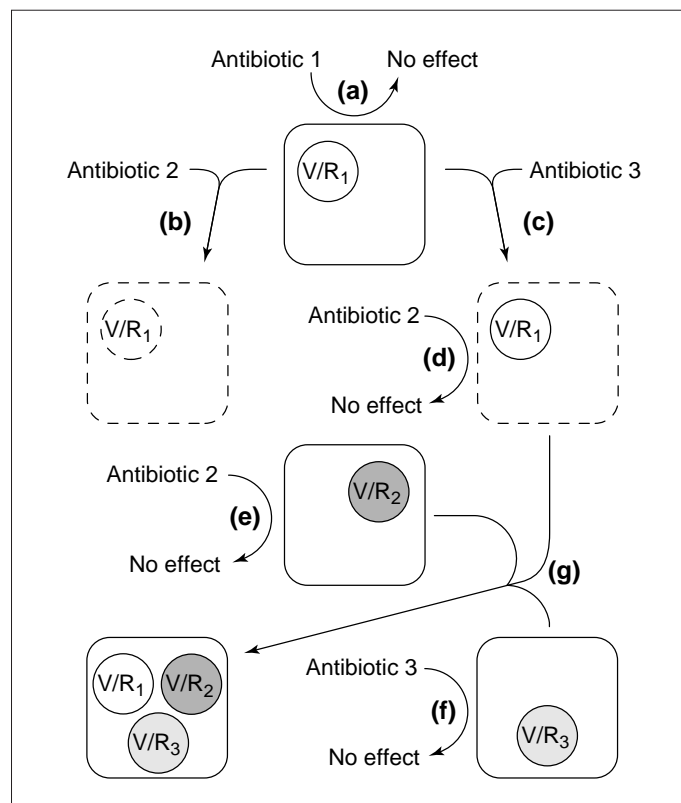 Antibiotic 1 No effect
(a)
Antibiotic 2 V/R₁ Antibiotic 3
(b) (c)
V/R₁ Antibiotic 2 V/R₁
(d)
No effect
Antibiotic 2 V/R₂
(e)
No effect (g)
V/R₁ V/R₂ Antibiotic 3
(f)
V/R₃ No effect V/R₃